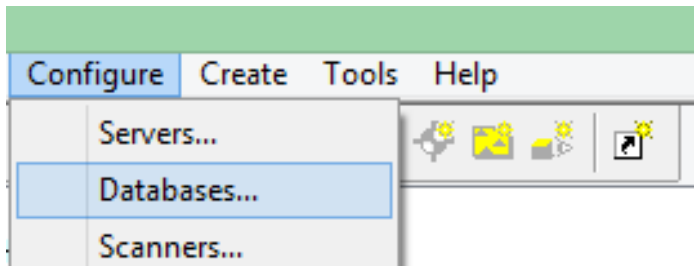 Configure Create Tools Help
Servers...
Databases...
Scanners...